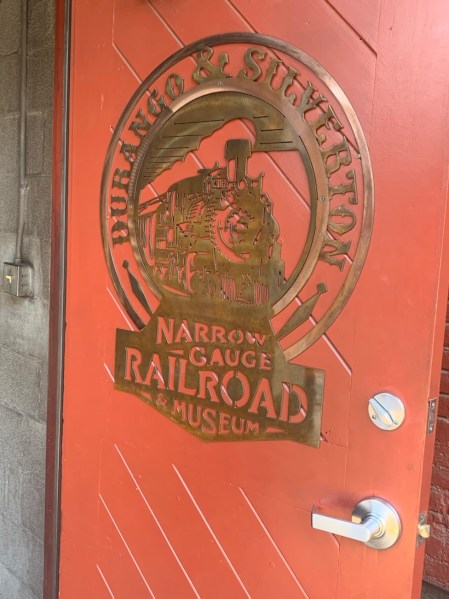 DURANGO & SILVERTON
NARROW
GAUGE
RAILROAD
& MUSEUM